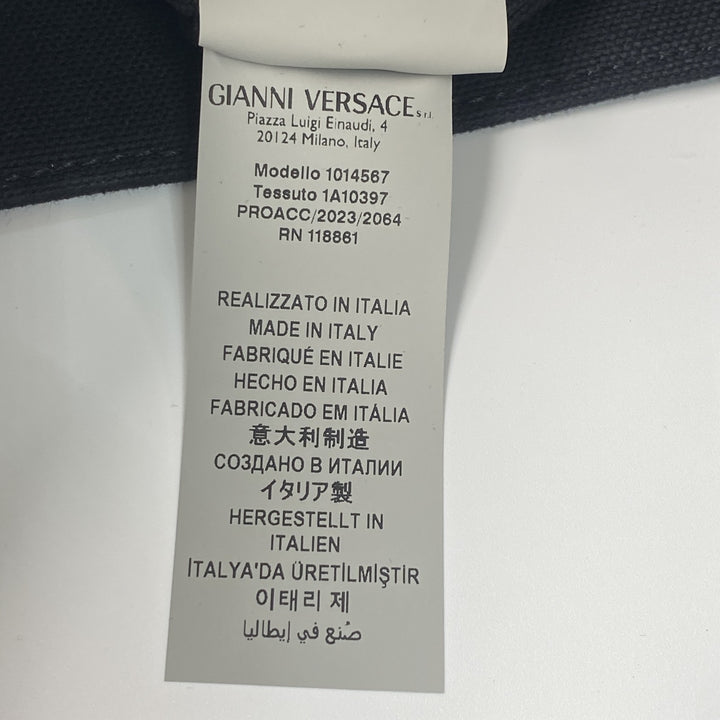 GIANNI VERSACE S.r.l.
Piazza Luigi Einaudi, 4
20124 Milano, Italy
Modello 1014567
Tessuto 1A10397
PROACC/2023/2064
RN 118861
REALIZZATO IN ITALIA
MADE IN ITALY
FABRIQUÉ EN ITALIE
HECHO EN ITALIA
FABRICADO EM ITÁLIA
意大利制造
СОЗДАНО В ИТАЛИИ
イタリア製
HERGESTELLT IN
ITALIEN
İTALYA'DA ÜRETİLMİŞTİR
이태리 제
صُنع في إيطاليا